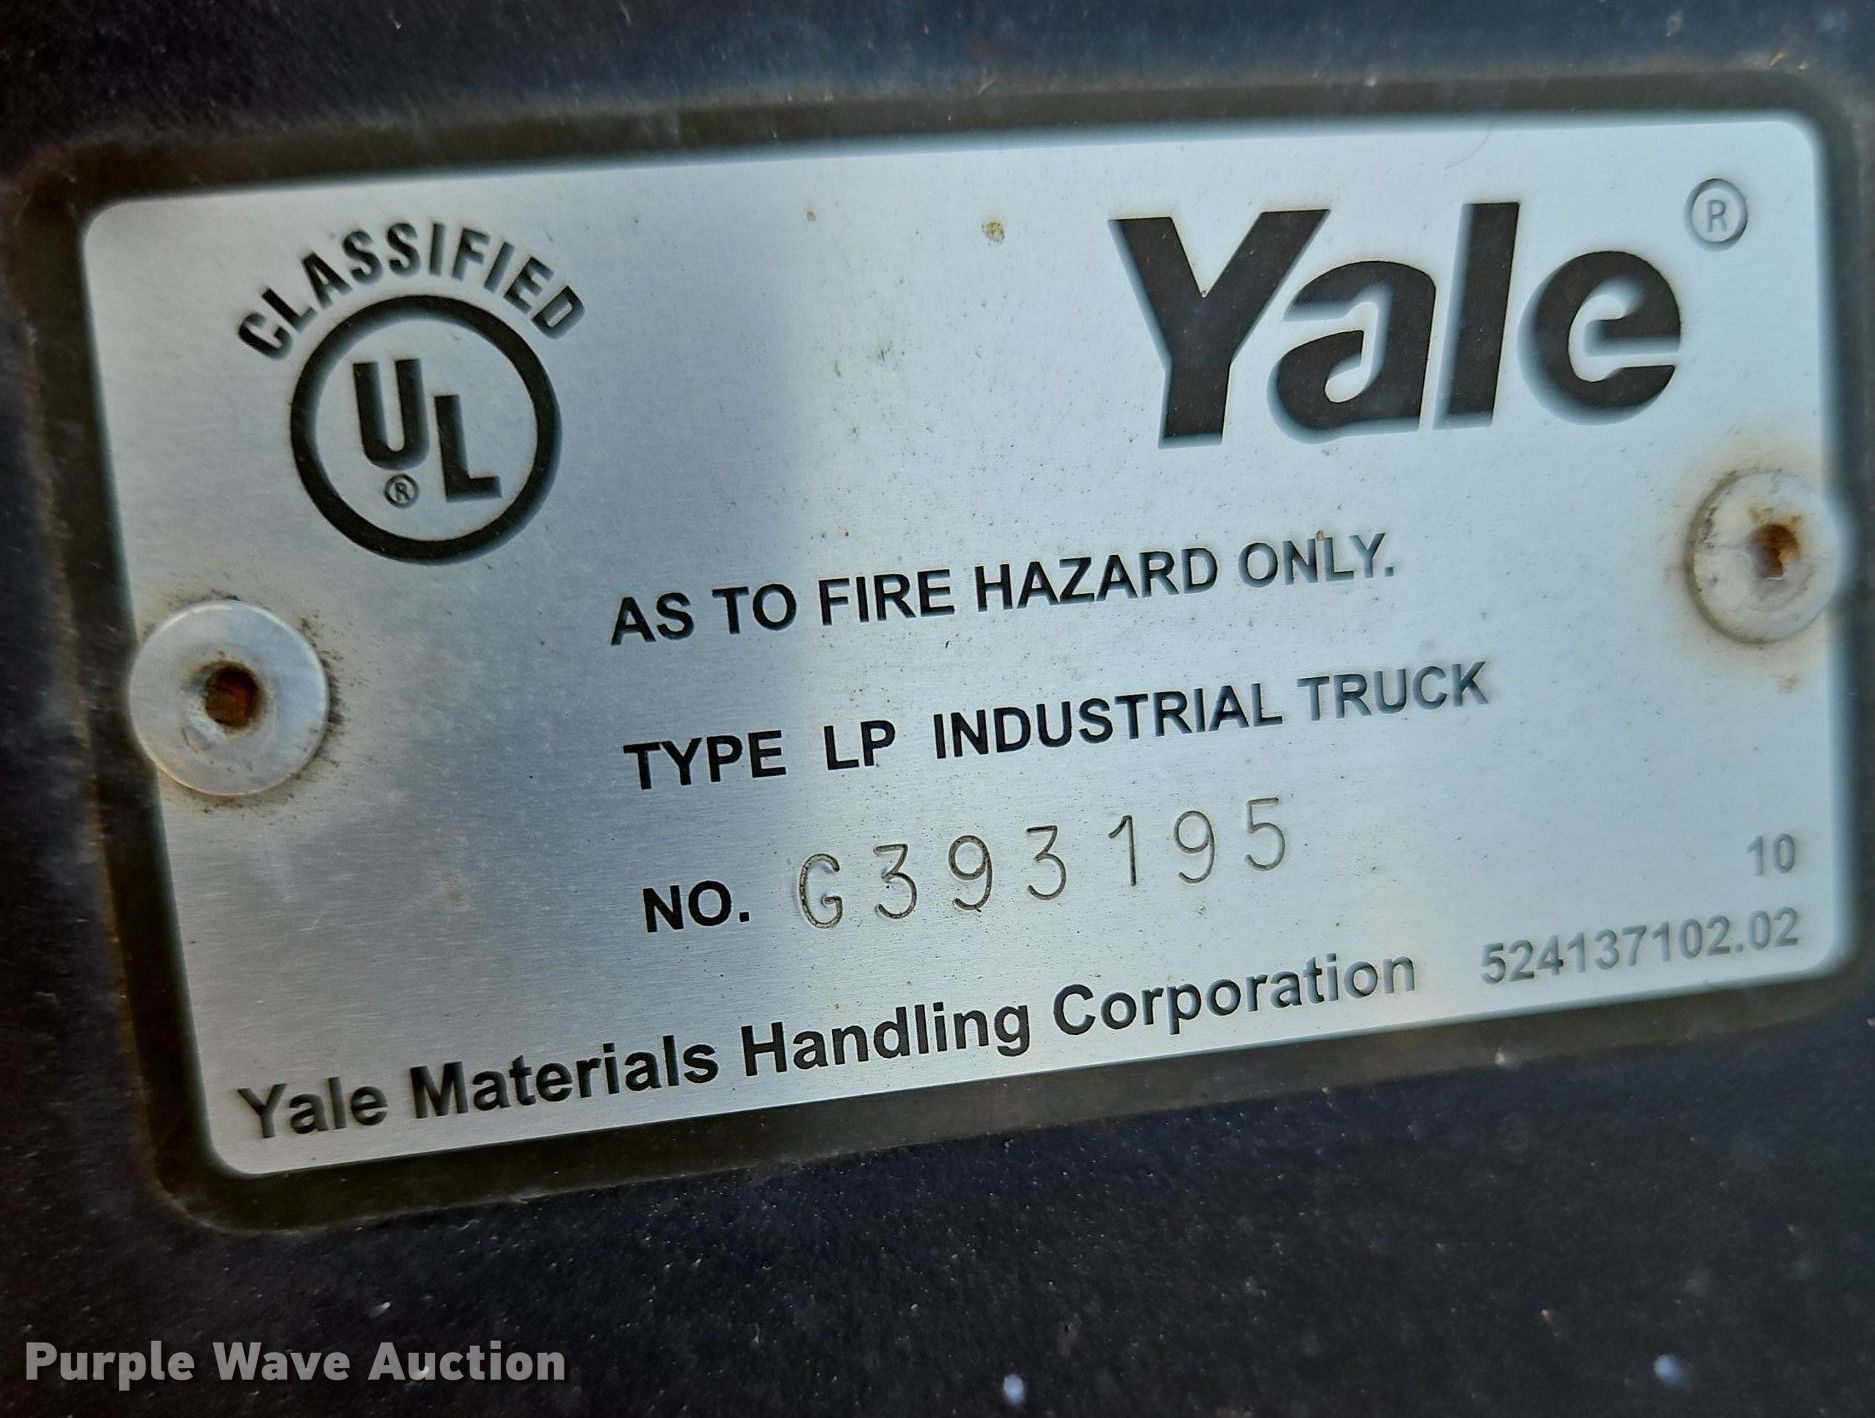 CLASSIFIED
UL®
Yale®
AS TO FIRE HAZARD ONLY.
TYPE LP INDUSTRIAL TRUCK
NO. G393195
10
524137102.02
Yale Materials Handling Corporation
Purple Wave Auction